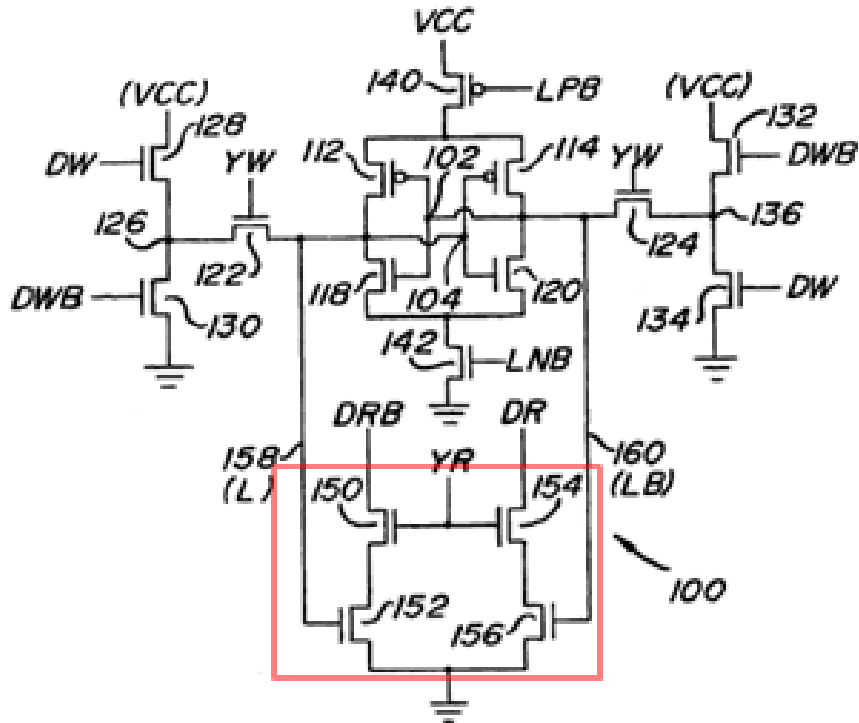 VCC
140
LPB
(VCC)
128
DW
YW
112
102
114
(VCC)
132
YW
DWB
126
122
124
136
DWB
130
118
104
120
134
DW
142
LNB
DRB
DR
158
(L)
YR
160
(LB)
150
154
152
156
100